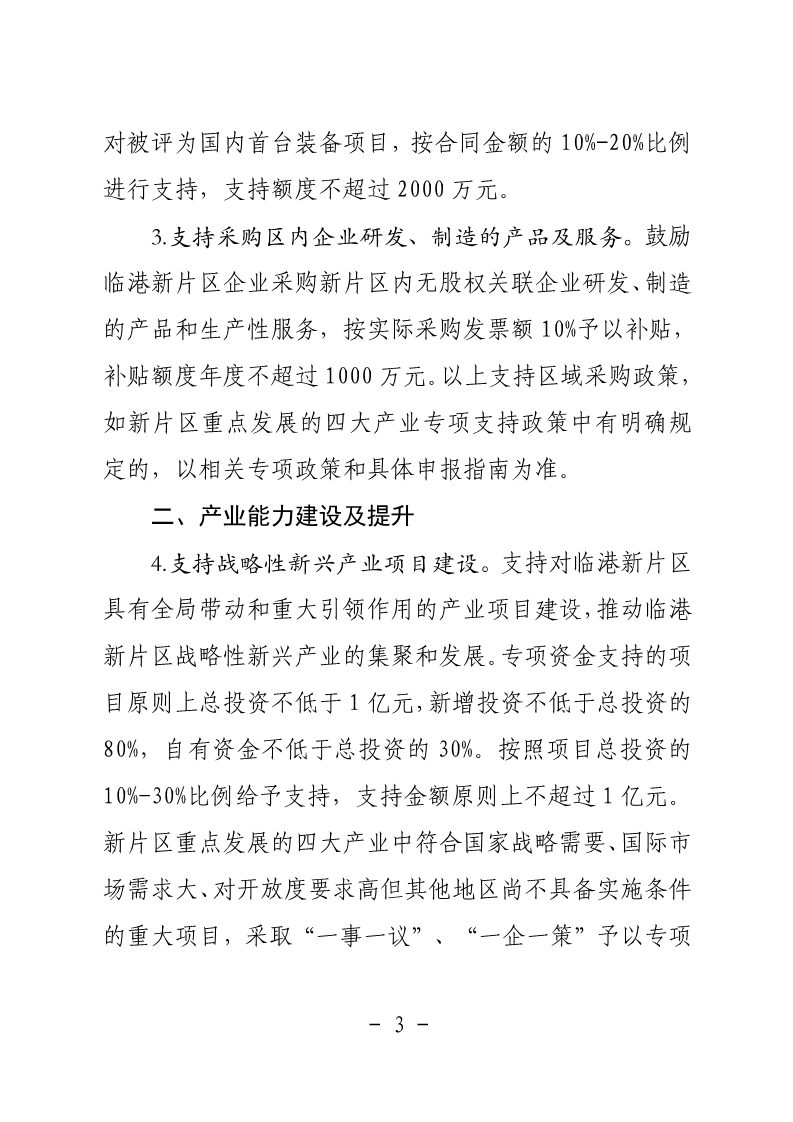 对被评为国内首台装备项目，按合同金额的 10%-20%比例
进行支持，支持额度不超过 2000 万元。
3.支持采购区内企业研发、制造的产品及服务。鼓励
临港新片区企业采购新片区内无股权关联企业研发、制造
的产品和生产性服务，按实际采购发票额 10%予以补贴，
补贴额度年度不超过 1000 万元。以上支持区域采购政策，
如新片区重点发展的四大产业专项支持政策中有明确规
定的，以相关专项政策和具体申报指南为准。
二、产业能力建设及提升
4.支持战略性新兴产业项目建设。支持对临港新片区
具有全局带动和重大引领作用的产业项目建设，推动临港
新片区战略性新兴产业的集聚和发展。专项资金支持的项
目原则上总投资不低于 1 亿元，新增投资不低于总投资的
80%，自有资金不低于总投资的 30%。按照项目总投资的
10%-30%比例给予支持，支持金额原则上不超过 1 亿元。
新片区重点发展的四大产业中符合国家战略需要、国际市
场需求大、对开放度要求高但其他地区尚不具备实施条件
的重大项目，采取“一事一议”、“一企一策”予以专项
- 3 -